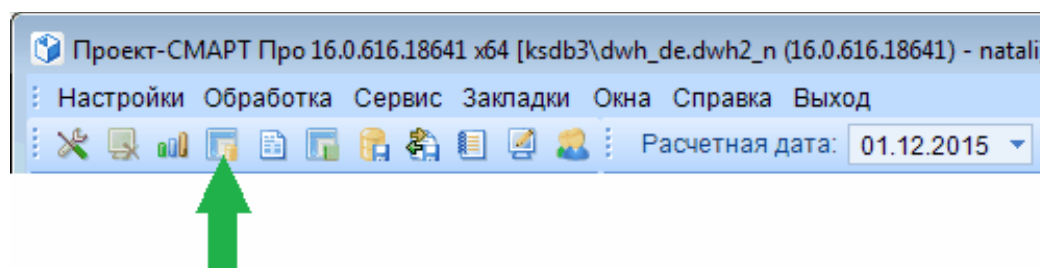 Проект-СМАРТ Про 16.0.616.18641 x64 [ksdb3\dwh_de.dwh2_n (16.0.616.18641) - natali
Настройки Обработка Сервис Закладки Окна Справка Выход
Расчетная дата: 01.12.2015